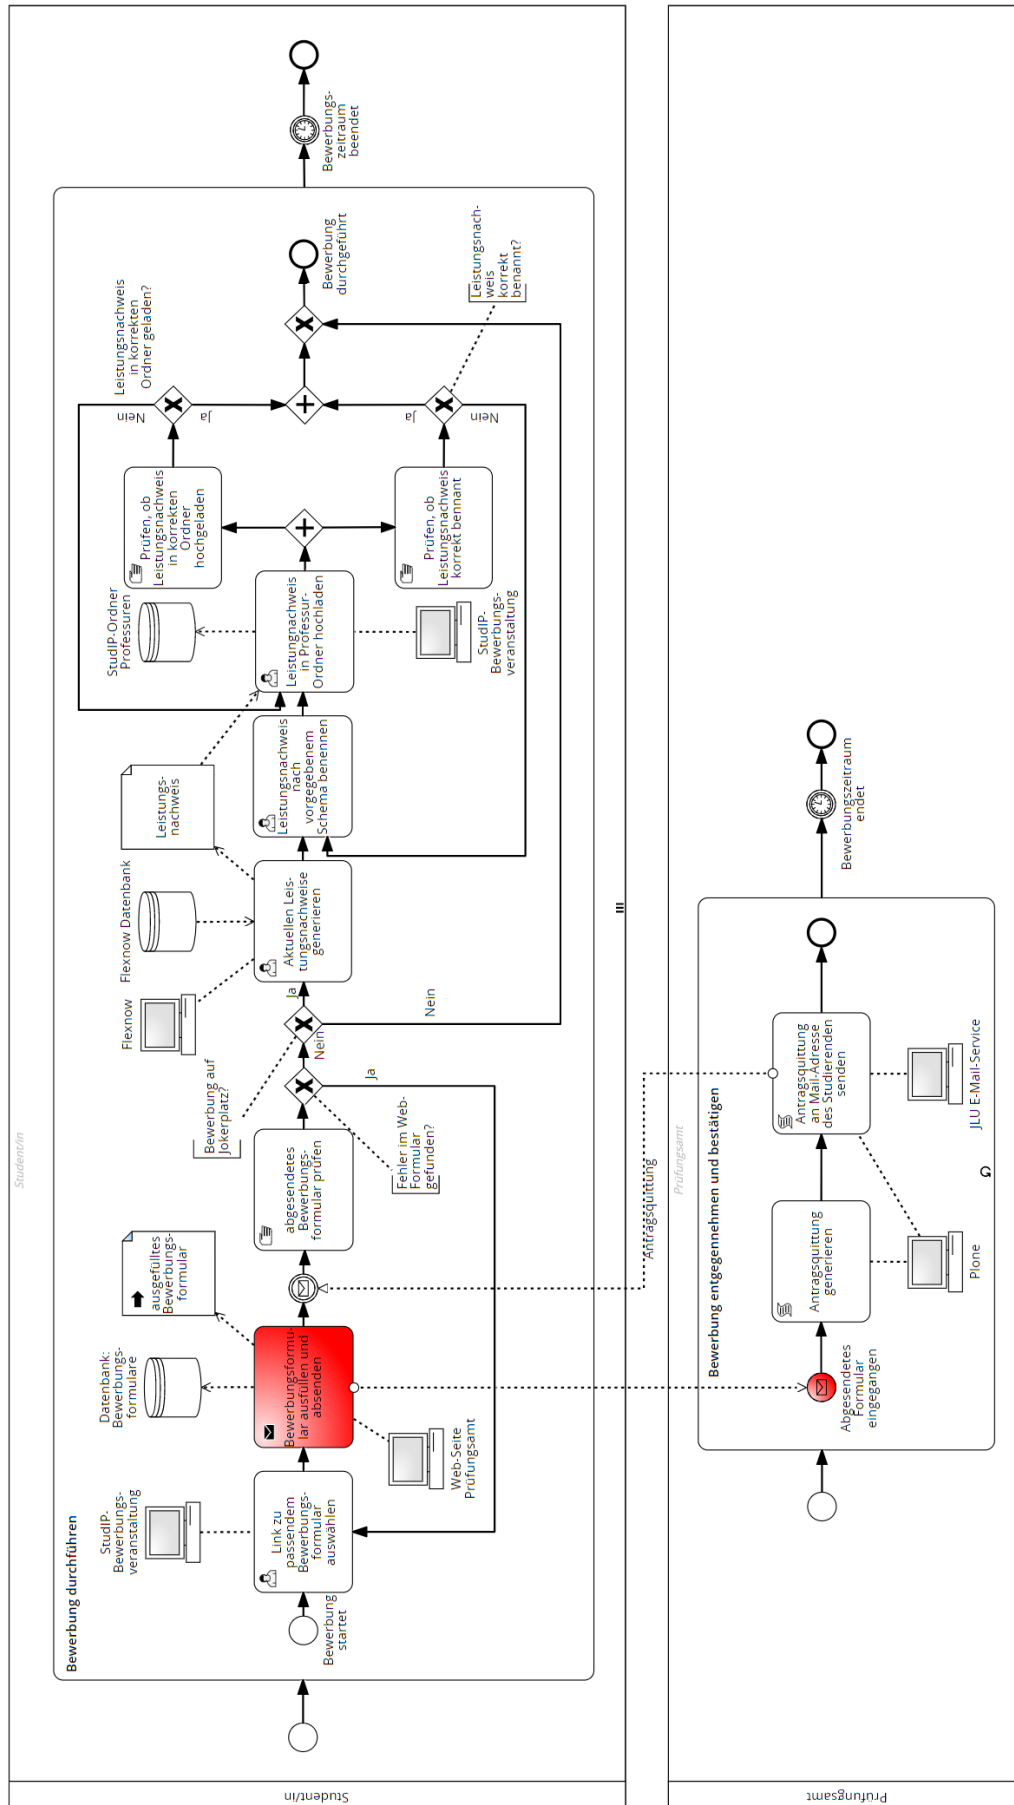 Student/in
Student/in
Bewerbung durchführen
Bewerbung
startet
StudIP-
Bewerbungs-
veranstaltung
Link zu
passendem
Bewerbungs-
formular
auswählen
Datenbank:
Bewerbungs-
formulare
ausgefülltes
Bewerbungs-
formular
Bewerbungsformu-
lar ausfüllen und
absenden
Web-Seite
Prüfungsamt
abgesendetes
Bewerbungs-
formular prüfen
Fehler im Web-
Formular
gefunden?
Ja
Nein
Bewerbung auf
Jokerplatz?
Ja
Nein
Flexnow
Flexnow Datenbank
Aktuellen Leis-
tungsnachweise
generieren
Leistungs-
nachweis
Leistungsnachweis
nach
vorgegebenem
Schema benennen
StudIP-Ordner
Professuren
Leistungnachweis
in Professur-
Ordner hochladen
StudIP-
Bewerbungs-
veranstaltung
Prüfen, ob
Leistungsnachweis
in korrekten
Ordner
hochgeladen
Prüfen, ob
Leistungsnachweis
korrekt bennant
Leistungsnachweis
in korrekten
Ordner geladen?
Nein
Ja
Ja
Nein
Leistungsnach-
weis
korrekt
benannt?
Bewerbung
durchgeführt
Bewerbungs-
zeitraum
beendet
Antragsquittung
Prüfungsamt
Prüfungsamt
Bewerbung entgegennehmen und bestätigen
Abgesendetes
Formular
eingegangen
Antragsquittung
generieren
Plone
Antragsquittung
an Mail-Adresse
des Studierenden
senden
JLU E-Mail-Service
Bewerbungszeitraum
endet